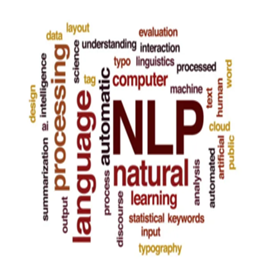 layout
data
evaluation
understanding
interaction
science
typo
linguistics
processed
intelligence
processing
tag
computer
word
machine
human
text
design
a.
language
automatic
NLP
cloud
public
artificial
automated
summarization
natural
output
process
discourse
learning
analysis
statistical
keywords
input
typography